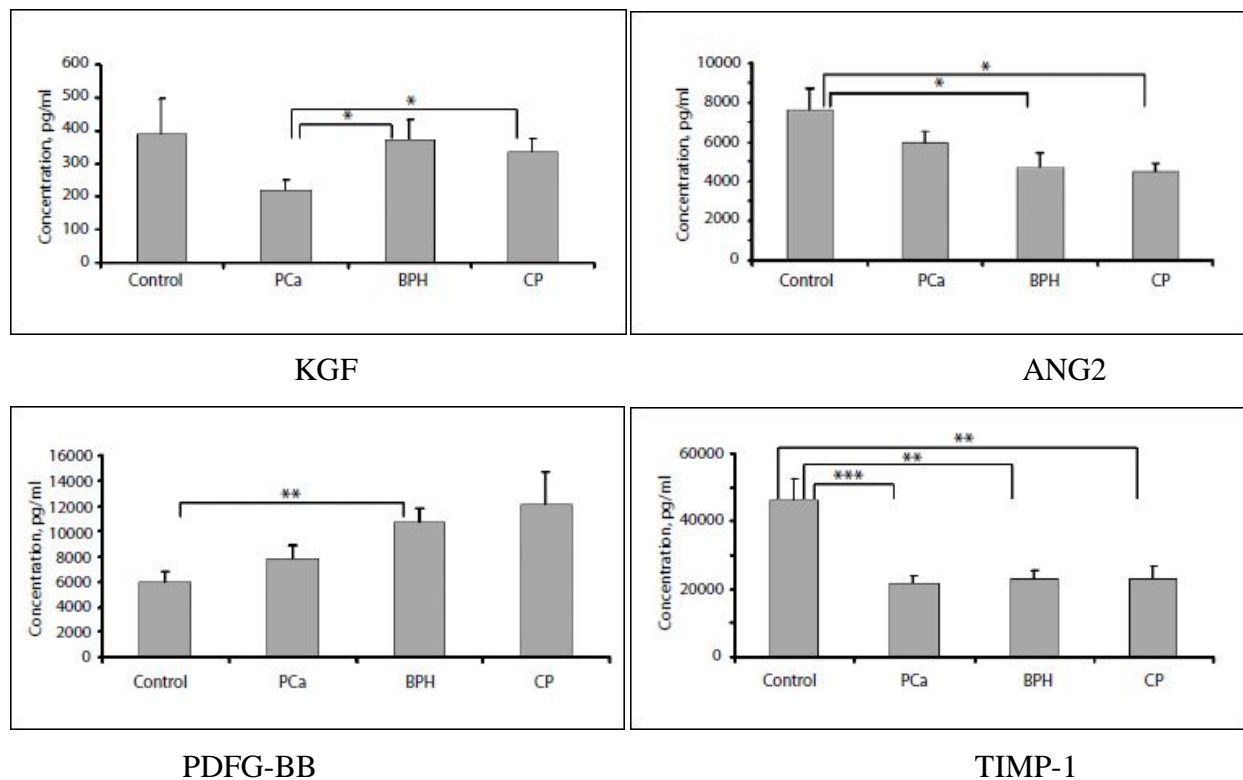 600
500
400
300
200
100
0
Concentration, pg/ml
*
*
Control PCa BPH CP
KGF
10000
8000
6000
4000
2000
0
Concentration, pg/ml
*
*
Control PCa BPH CP
ANG2
16000
14000
12000
10000
8000
6000
4000
2000
0
Concentration, pg/ml
**
Control PCa BPH CP
PDFG-BB
60000
40000
20000
0
Concentration, pg/ml
**
**
***
Control PCa BPH CP
TIMP-1